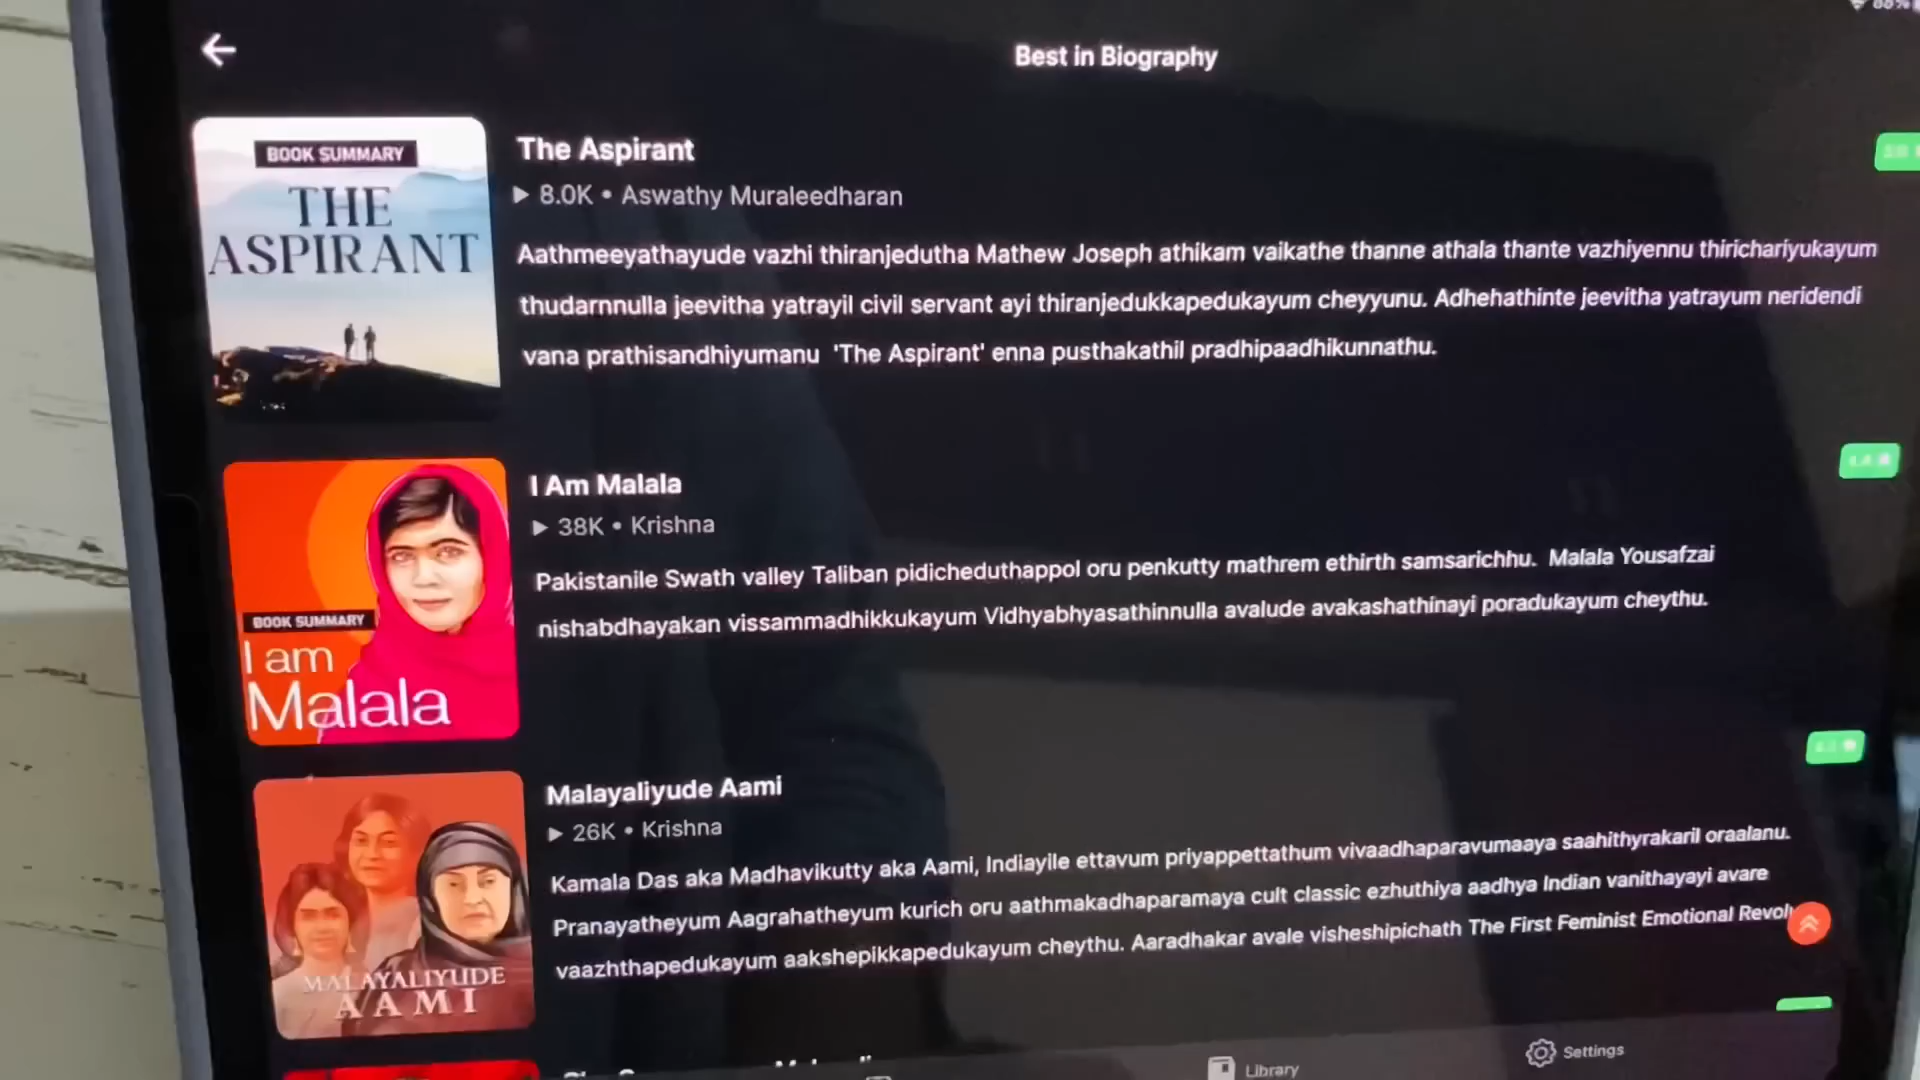 Best in Biography
BOOK SUMMARY
THE
ASPIRANT
The Aspirant
8.0K • Aswathy Muraleedharan
Aathmeeyathayude vazhi thiranjedutha Mathew Joseph athikam vaikathe thanne athala thante vazhiyennu thirichariyukayum
thudarnnulla jeevitha yatrayil civil servant ayi thiranjedukkapedukayum cheyyunu. Adhehathinte jeevitha yatrayum neridendi
vana prathisandhiyumanu 'The Aspirant' enna pusthakathil pradhipaadhikunnathu.
BOOK SUMMARY
I am
Malala
I Am Malala
38K • Krishna
Pakistanile Swath valley Taliban pidicheduthappol oru penkutty mathrem ethirth samsarichhu. Malala Yousafzai
nishabdhayakan vissammadhikkukayum Vidhyabhyasathinnulla avalude avakashathinayi poradukayum cheythu.
MALAYALIYUDE
AAMI
Malayaliyude Aami
26K • Krishna
Kamala Das aka Madhavikutty aka Aami, Indiayile ettavum priyappettathum vivaadhaparavumaaya saahithyrakaril oraalanu.
Pranayatheyum Aagrahatheyum kurich oru aathmakadhaparamaya cult classic ezhuthiya aadhya Indian vanithayayi avare
vaazhthapedukayum aakshepikkapedukayum cheythu. Aaradhakar avale visheshipichath The First Feminist Emotional Revol
Library
Settings